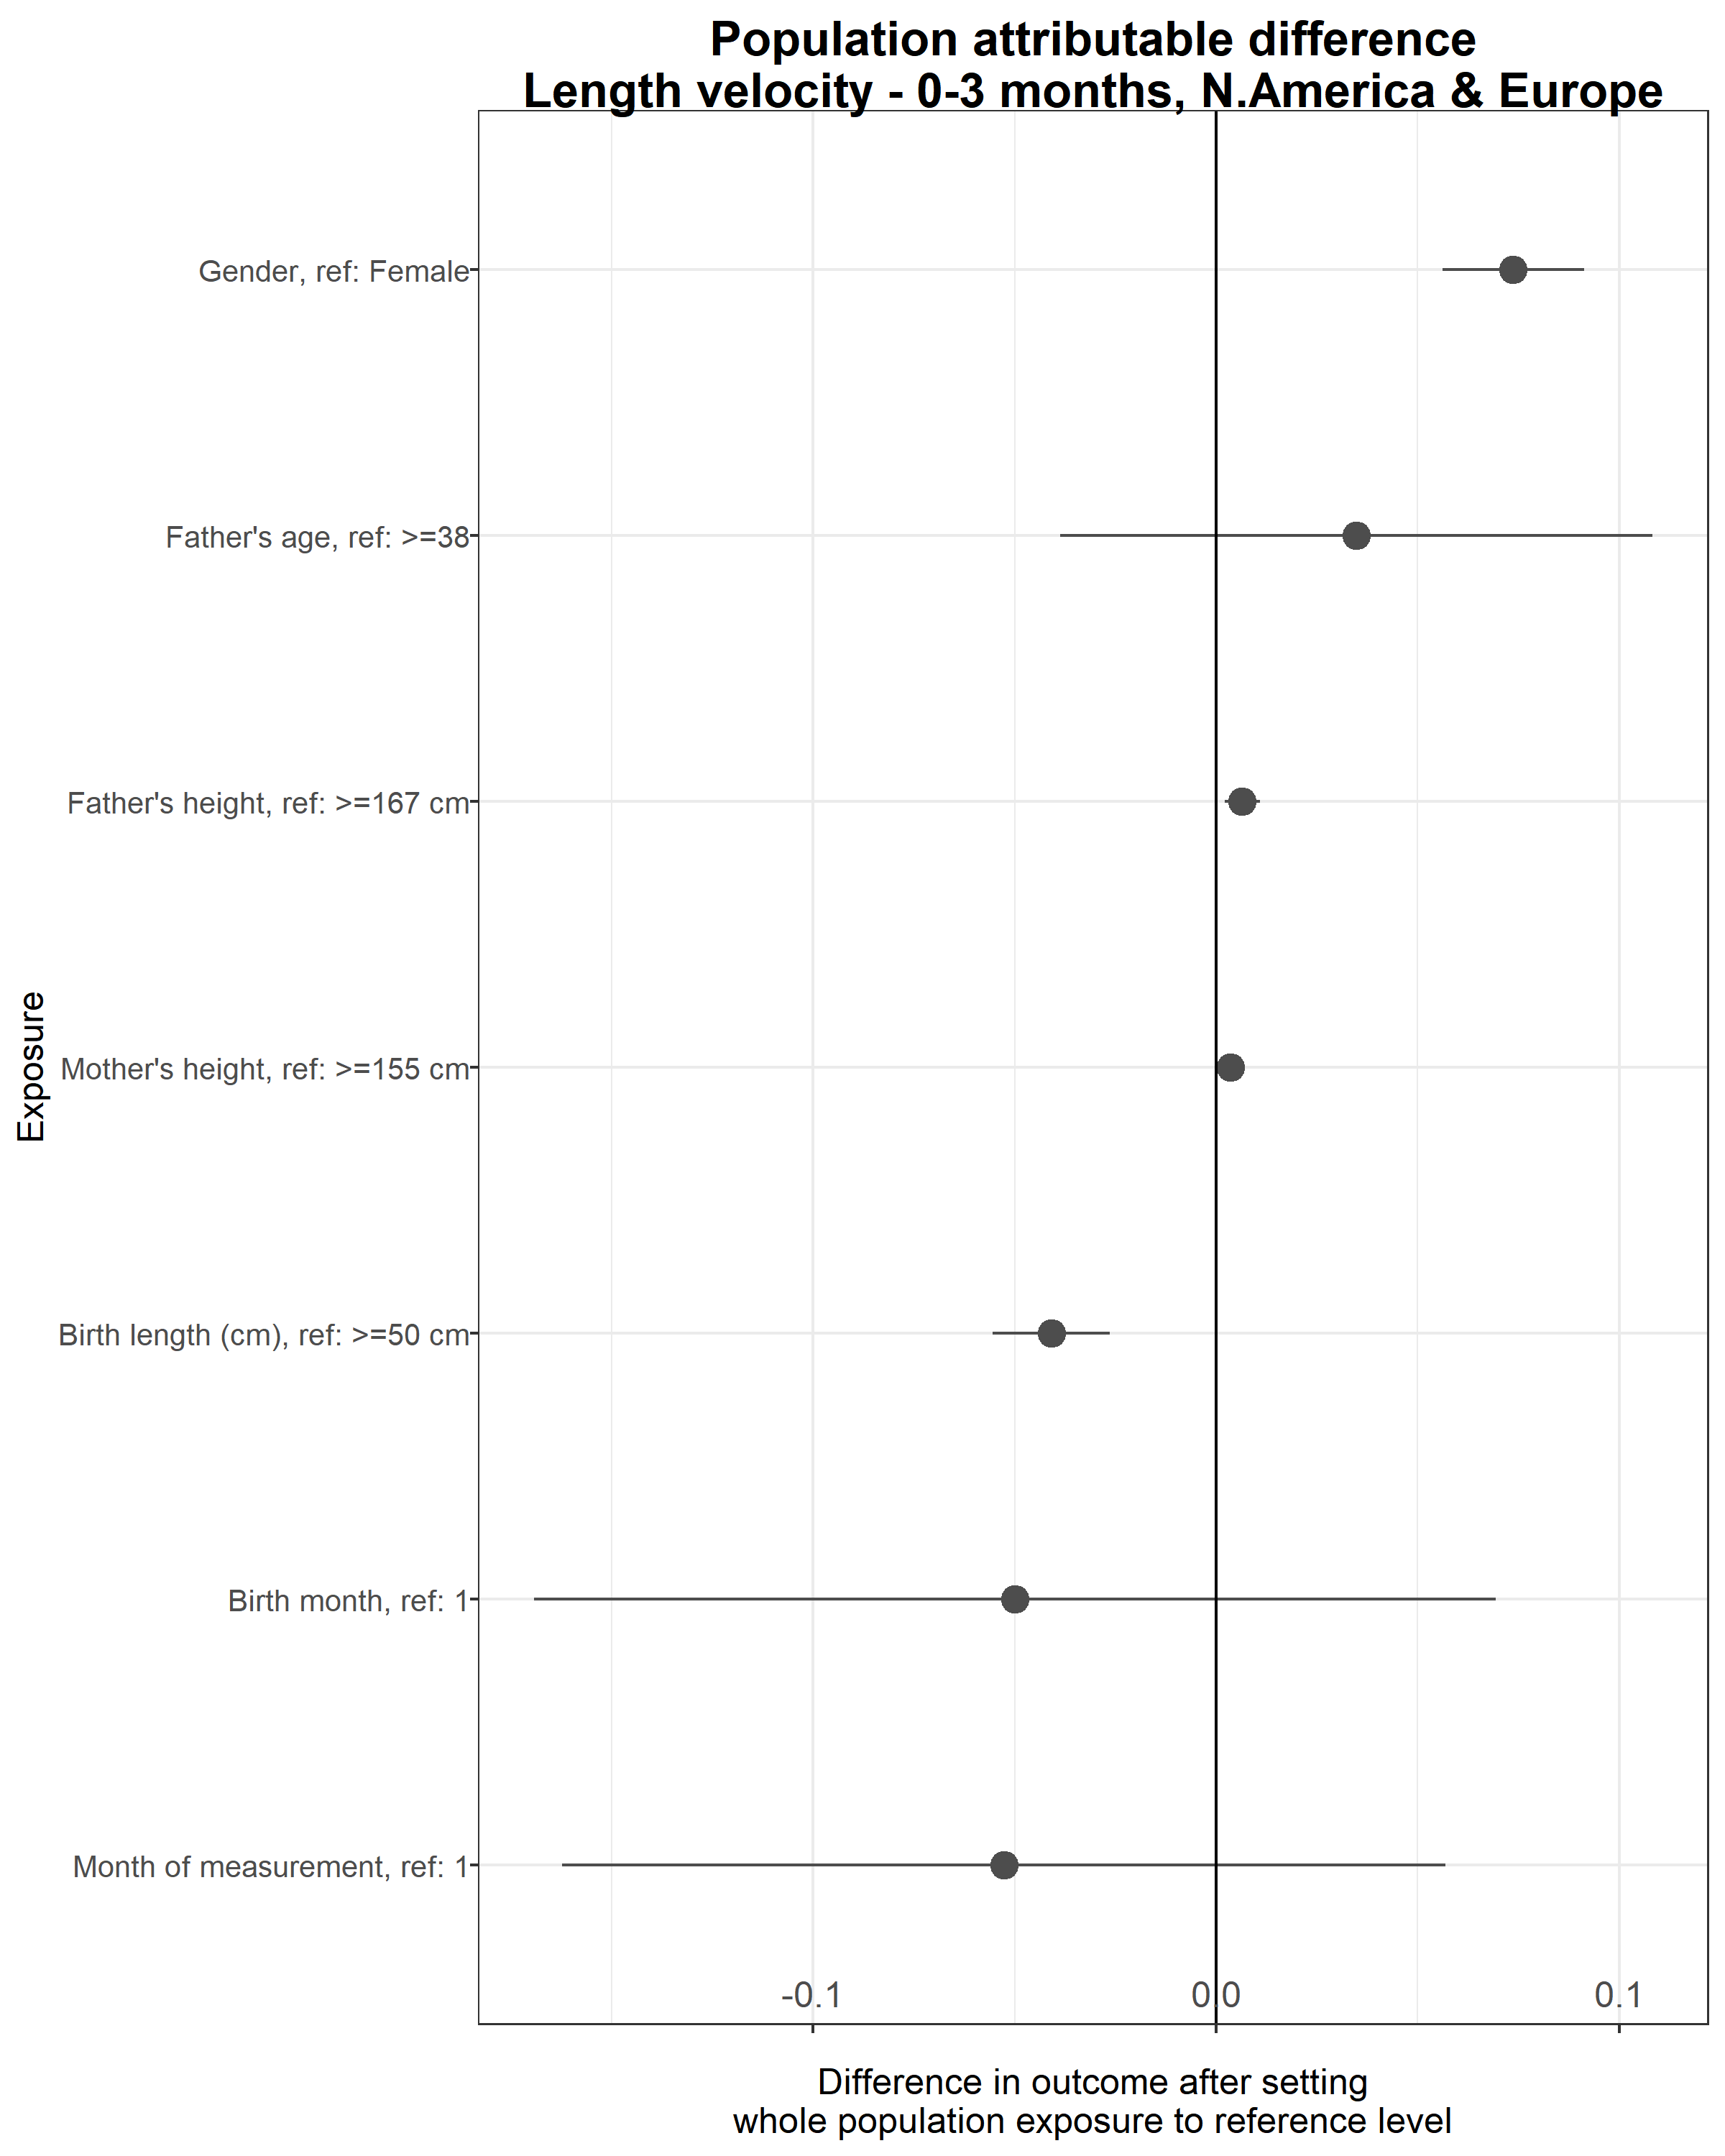 Population attributable difference
Length velocity - 0-3 months, N.America & Europe
Gender, ref: Female
Father's age, ref: >=38
Father's height, ref: >=167 cm
Mother's height, ref: >=155 cm
Birth length (cm), ref: >=50 cm
Birth month, ref: 1
Month of measurement, ref: 1
Exposure
-0.1
0.0
0.1
Difference in outcome after setting
whole population exposure to reference level